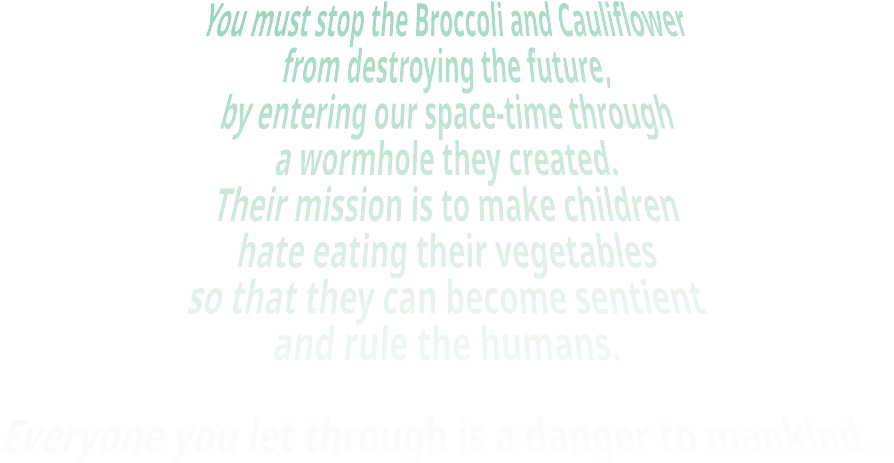 You must stop the Broccoli and Cauliflower
from destroying the future,
by entering our space-time through
a wormhole they created.
Their mission is to make children
hate eating their vegetables
so that they can become sentient
and rule the humans.
Everyone you let through is a danger to mankind...